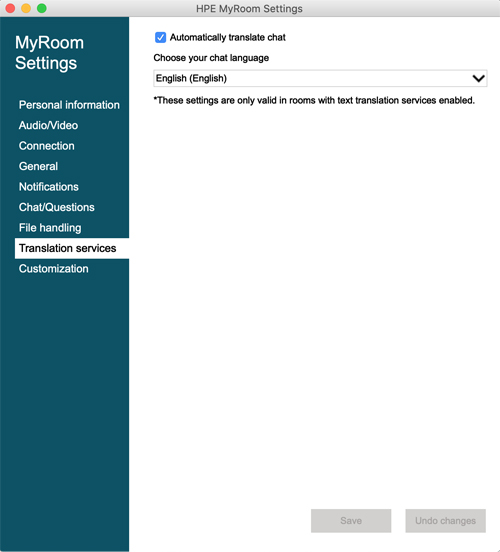 HPE MyRoom Settings
MyRoom
Settings
Personal information
Audio/Video
Connection
General
Notifications
Chat/Questions
File handling
Translation services
Customization
Automatically translate chat
Choose your chat language
English (English)
*These settings are only valid in rooms with text translation services enabled.
Save
Undo changes